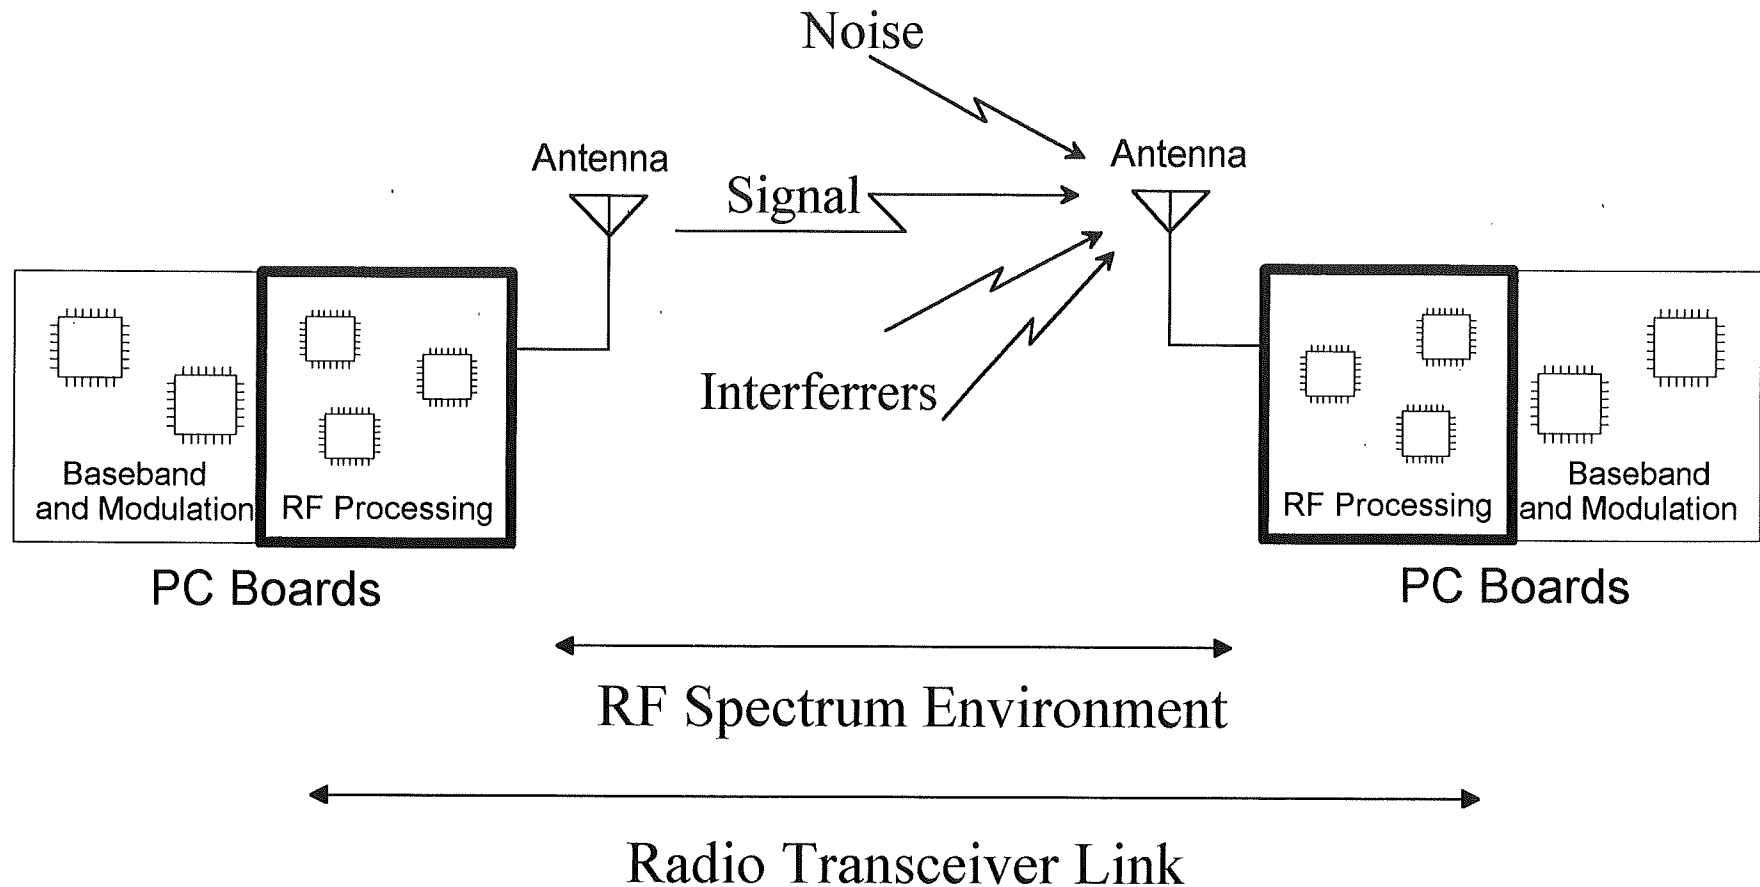 Noise
Antenna
Antenna
Signal
Interferrers
Baseband
and Modulation
RF Processing
RF Processing
Baseband
and Modulation
PC Boards
PC Boards
RF Spectrum Environment
Radio Transceiver Link